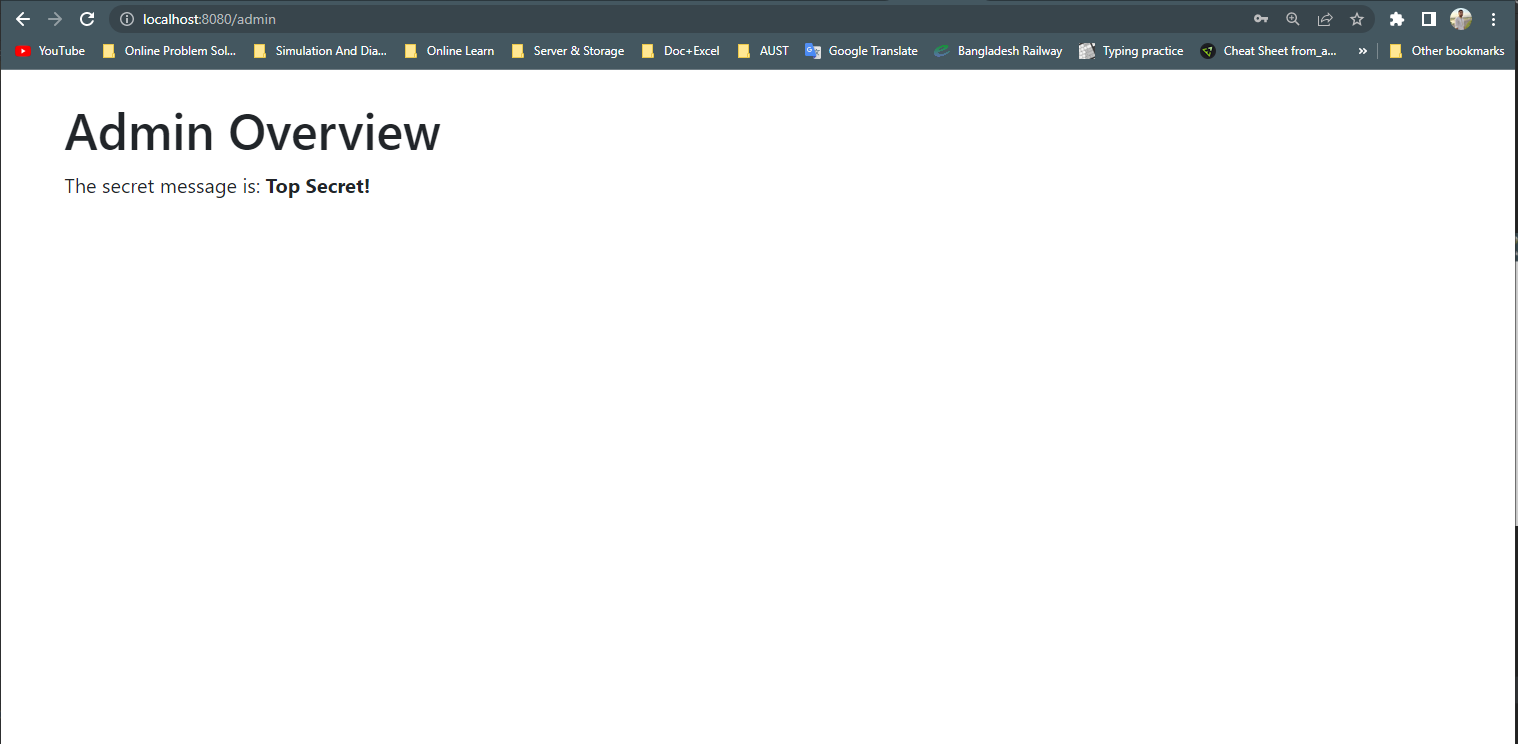 localhost:8080/admin
YouTube Online Problem Sol... Simulation And Dia... Online Learn Server & Storage Doc+Excel AUST Google Translate Bangladesh Railway Typing practice Cheat Sheet from_a... » Other bookmarks
Admin Overview
The secret message is: Top Secret!